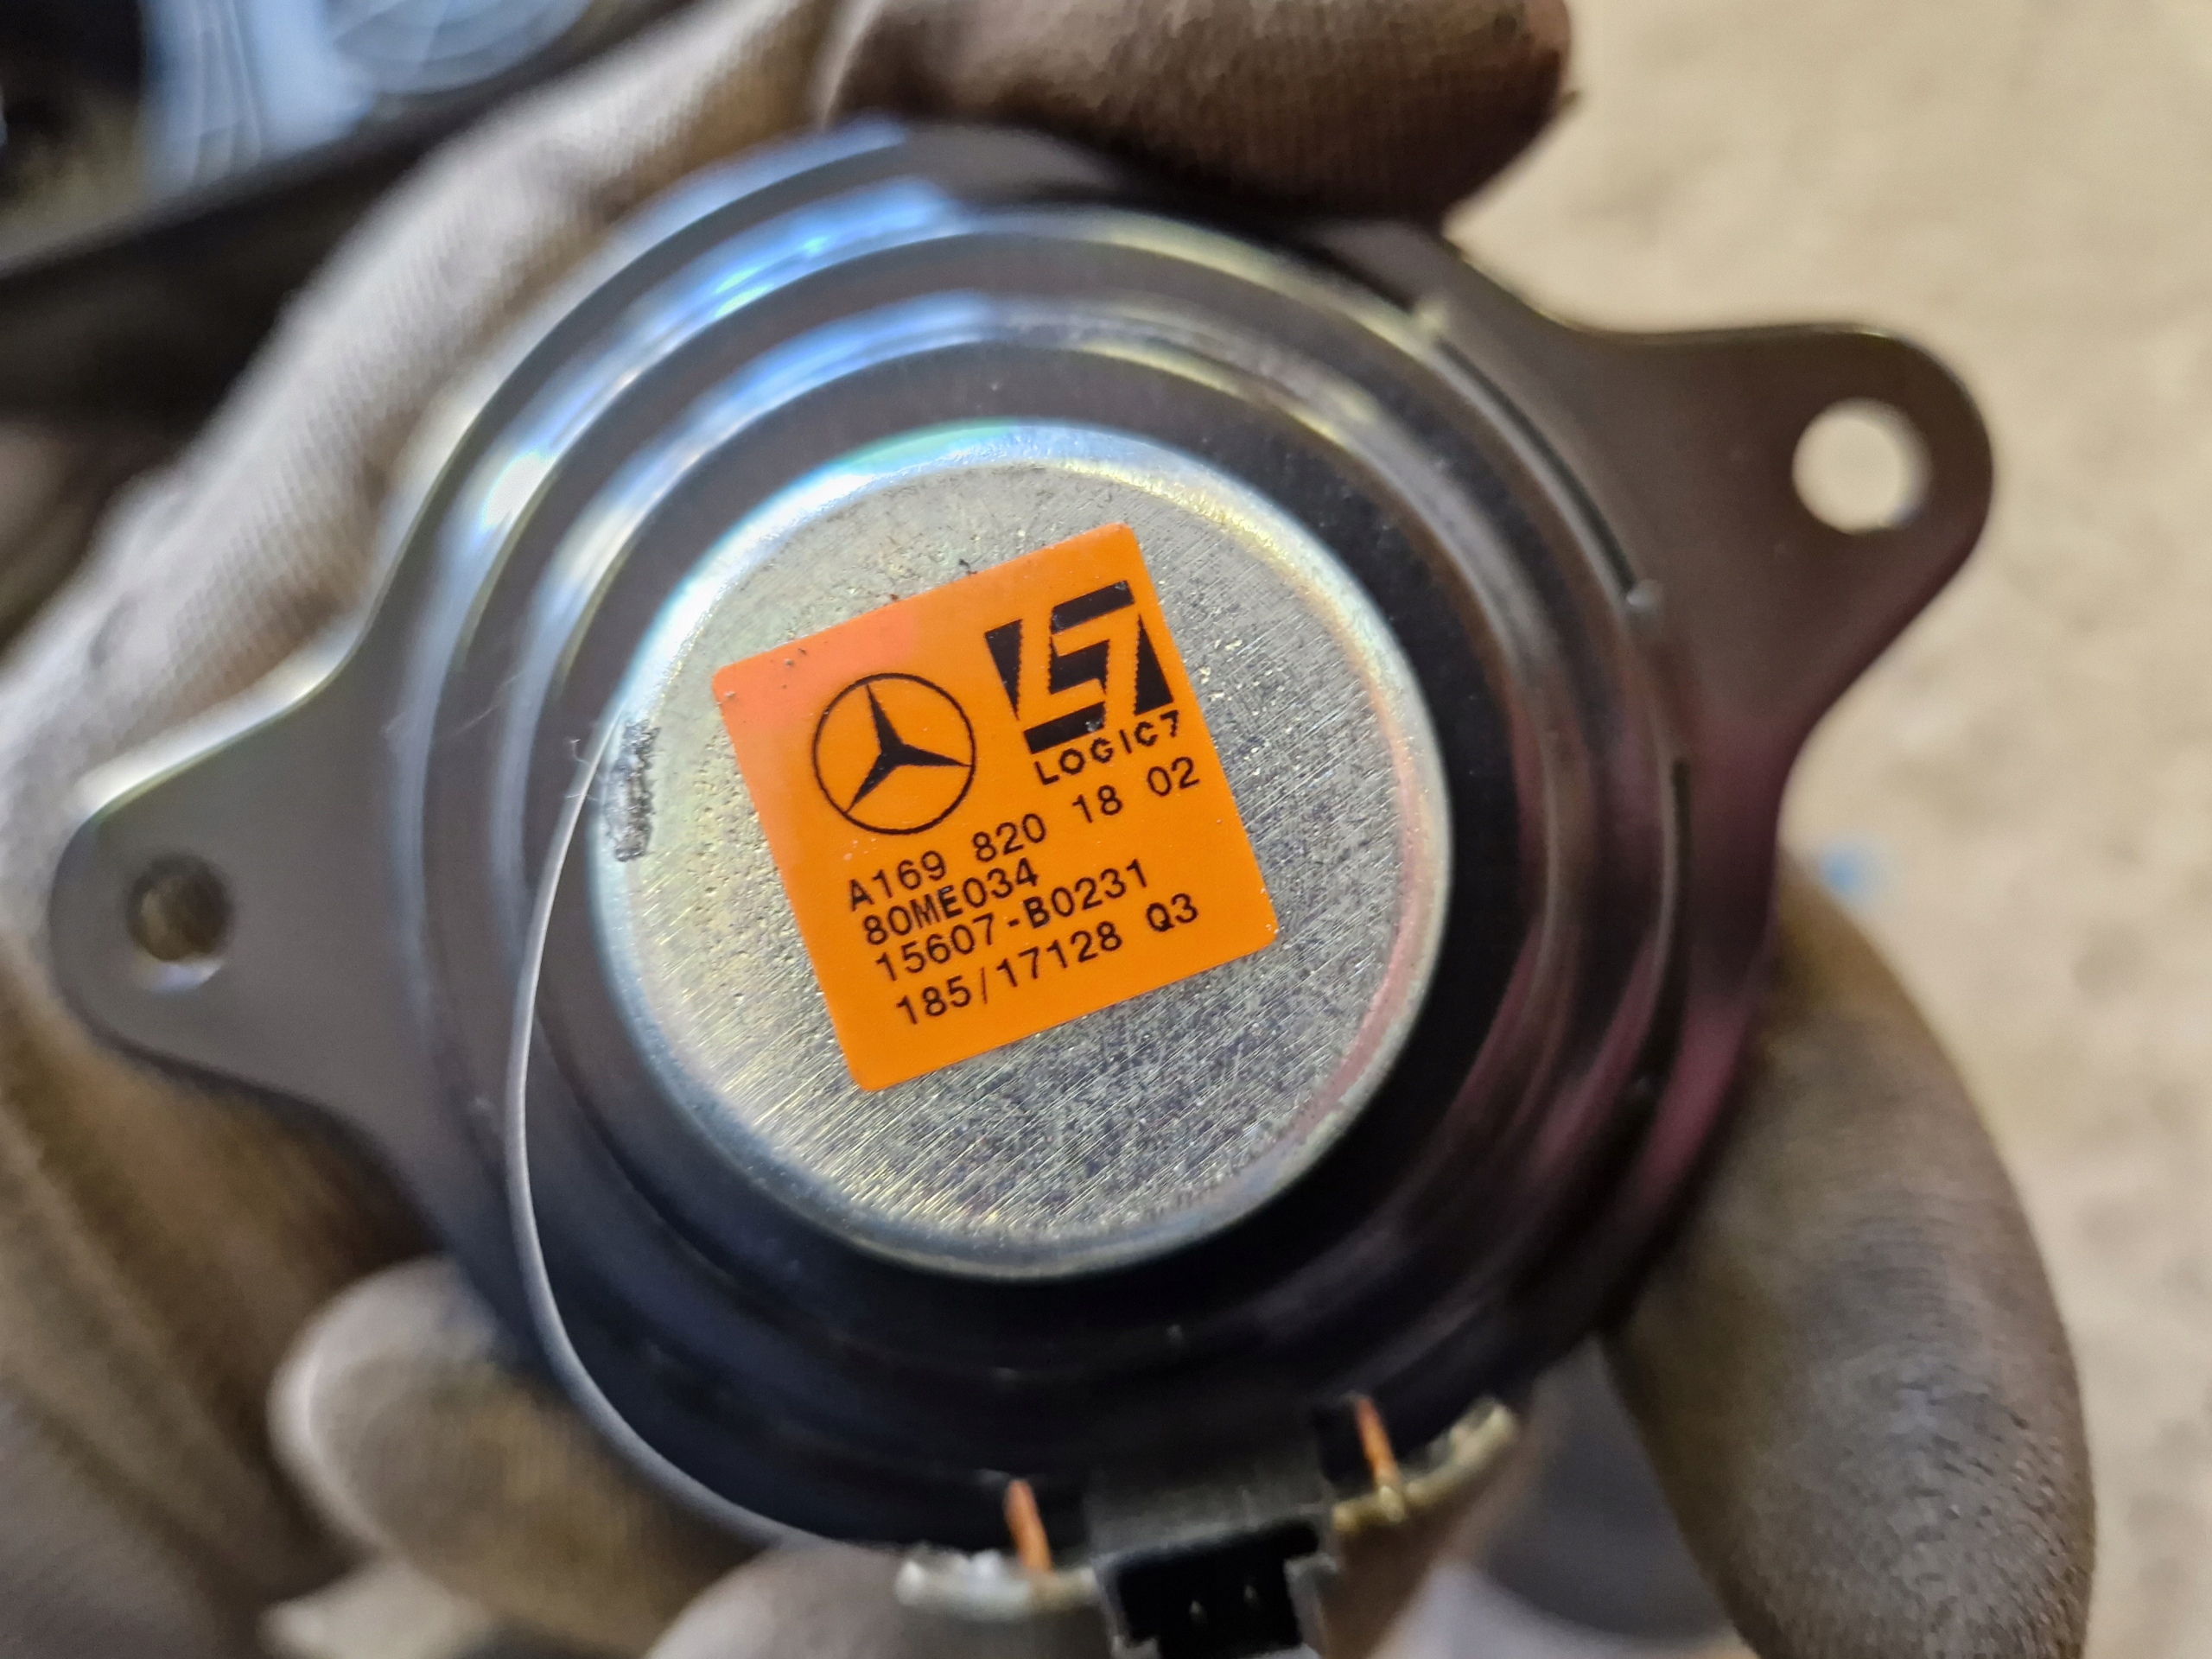 LOGIC7
A169 820 18 02
80ME034
15607-B0231
185/17128 Q3